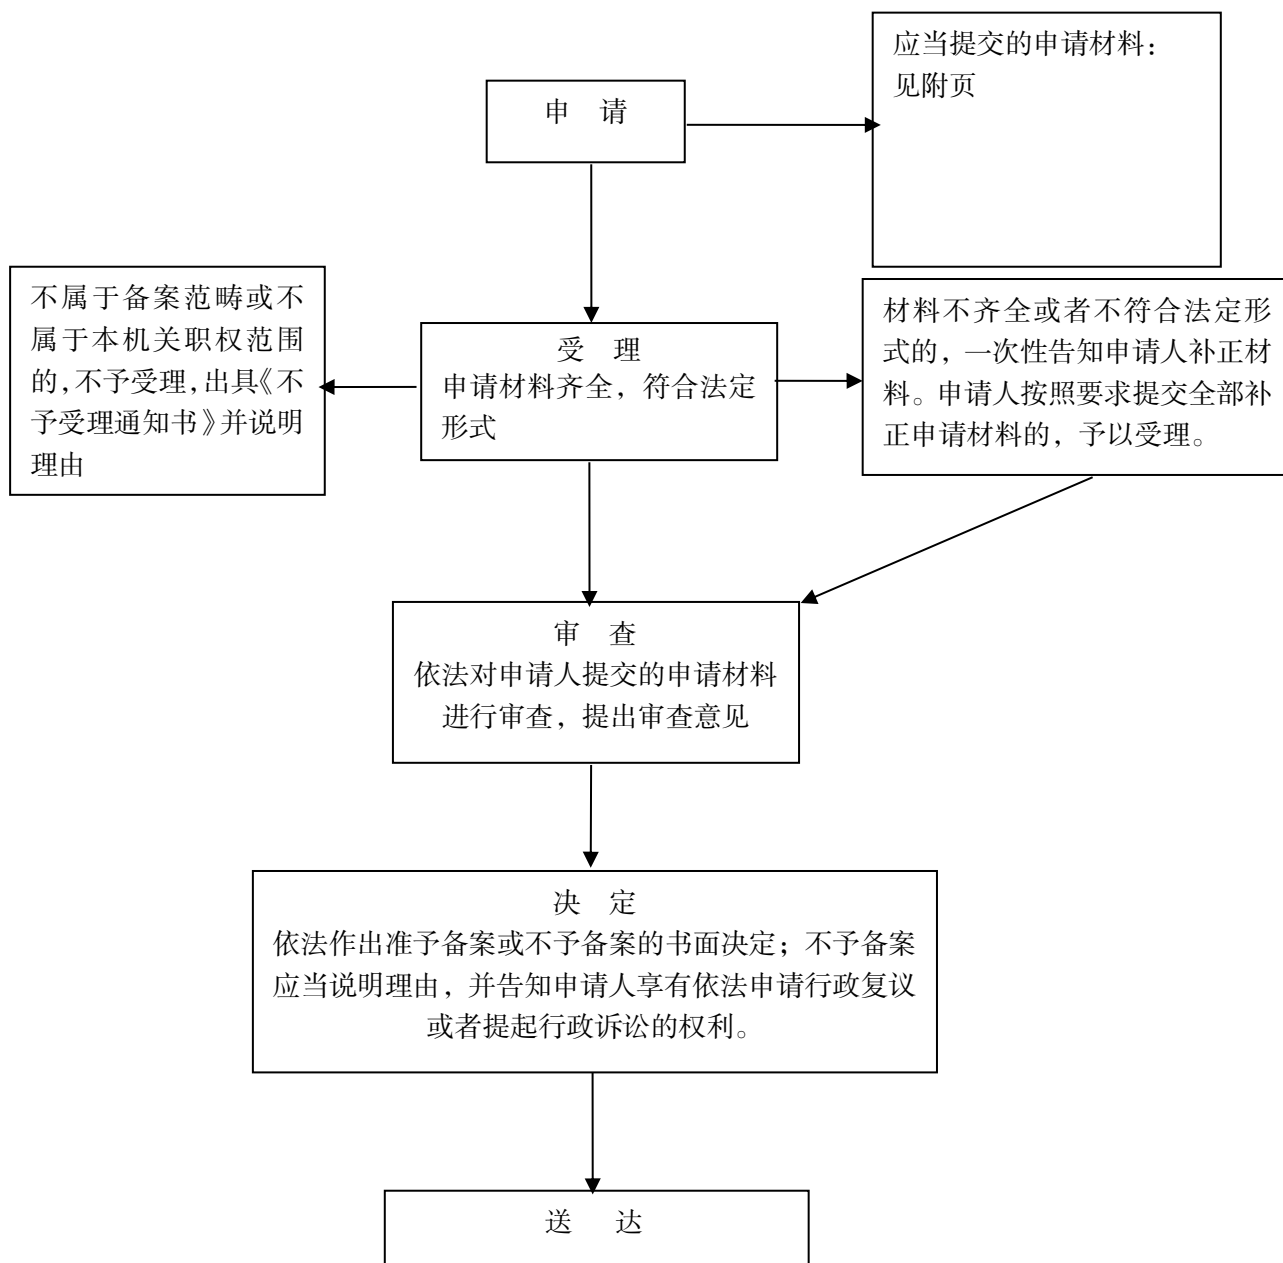 应当提交的申请材料：
见附页
申 请
不属于备案范畴或不
属于本机关职权范围
的，不予受理，出具《不
予受理通知书》并说明
理由
受 理
申请材料齐全，符合法定
形式
材料不齐全或者不符合法定形
式的，一次性告知申请人补正材
料。申请人按照要求提交全部补
正申请材料的，予以受理。
审 查
依法对申请人提交的申请材料
进行审查，提出审查意见
决 定
依法作出准予备案或不予备案的书面决定；不予备案
应当说明理由，并告知申请人享有依法申请行政复议
或者提起行政诉讼的权利。
送 达